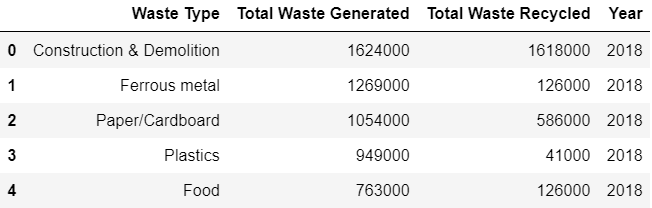 Waste Type Total Waste Generated Total Waste Recycled Year
0 Construction & Demolition 1624000 1618000 2018
1 Ferrous metal 1269000 126000 2018
2 Paper/Cardboard 1054000 586000 2018
3 Plastics 949000 41000 2018
4 Food 763000 126000 2018